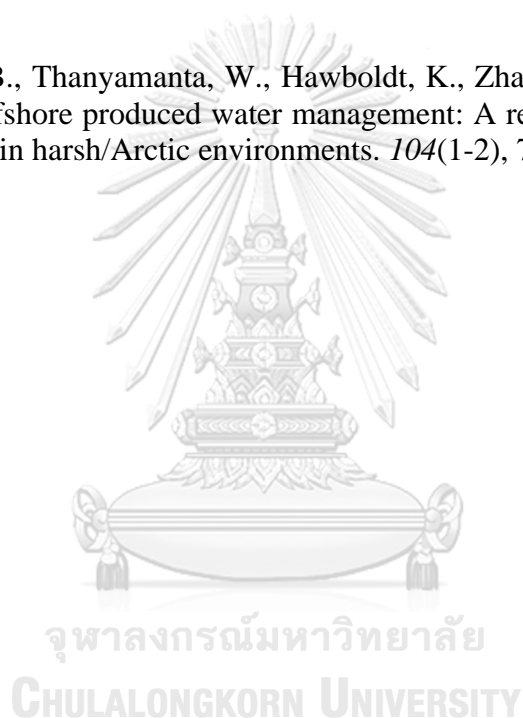 ., Thanyamanta, W., Hawboldt, K., Zha
fshore produced water management: A re
in harsh/Arctic environments. 104(1-2), 7
จุฬาลงกรณ์มหาวิทยาลัย
CHULALONGKORN UNIVERSITY